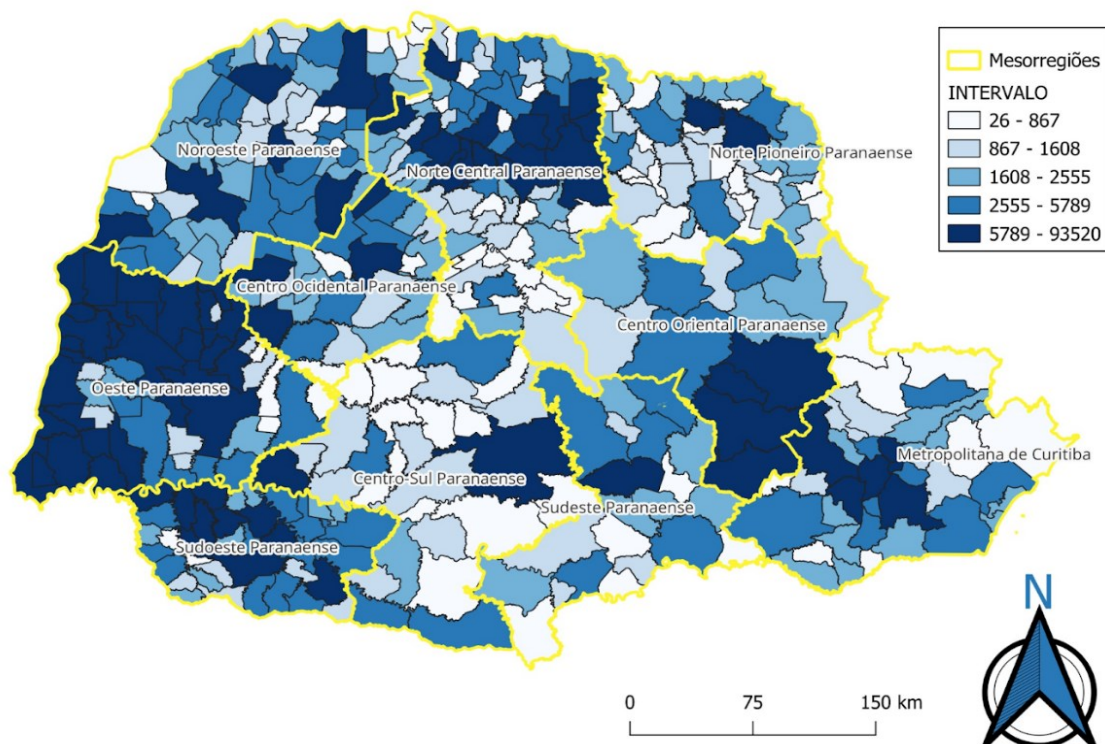 Mesorregiões
INTERVALO
26 - 867
867 - 1608
1608 - 2555
2555 - 5789
5789 - 93520
Noroeste Paranaense
Norte Central Paranaense
Norte Pioneiro Paranaense
Centro Ocidental Paranaense
Centro Oriental Paranaense
Oeste Paranaense
Metropolitana de Curitiba
Centro-Sul Paranaense
Sudeste Paranaense
Sudoeste Paranaense
N
0 75 150 km